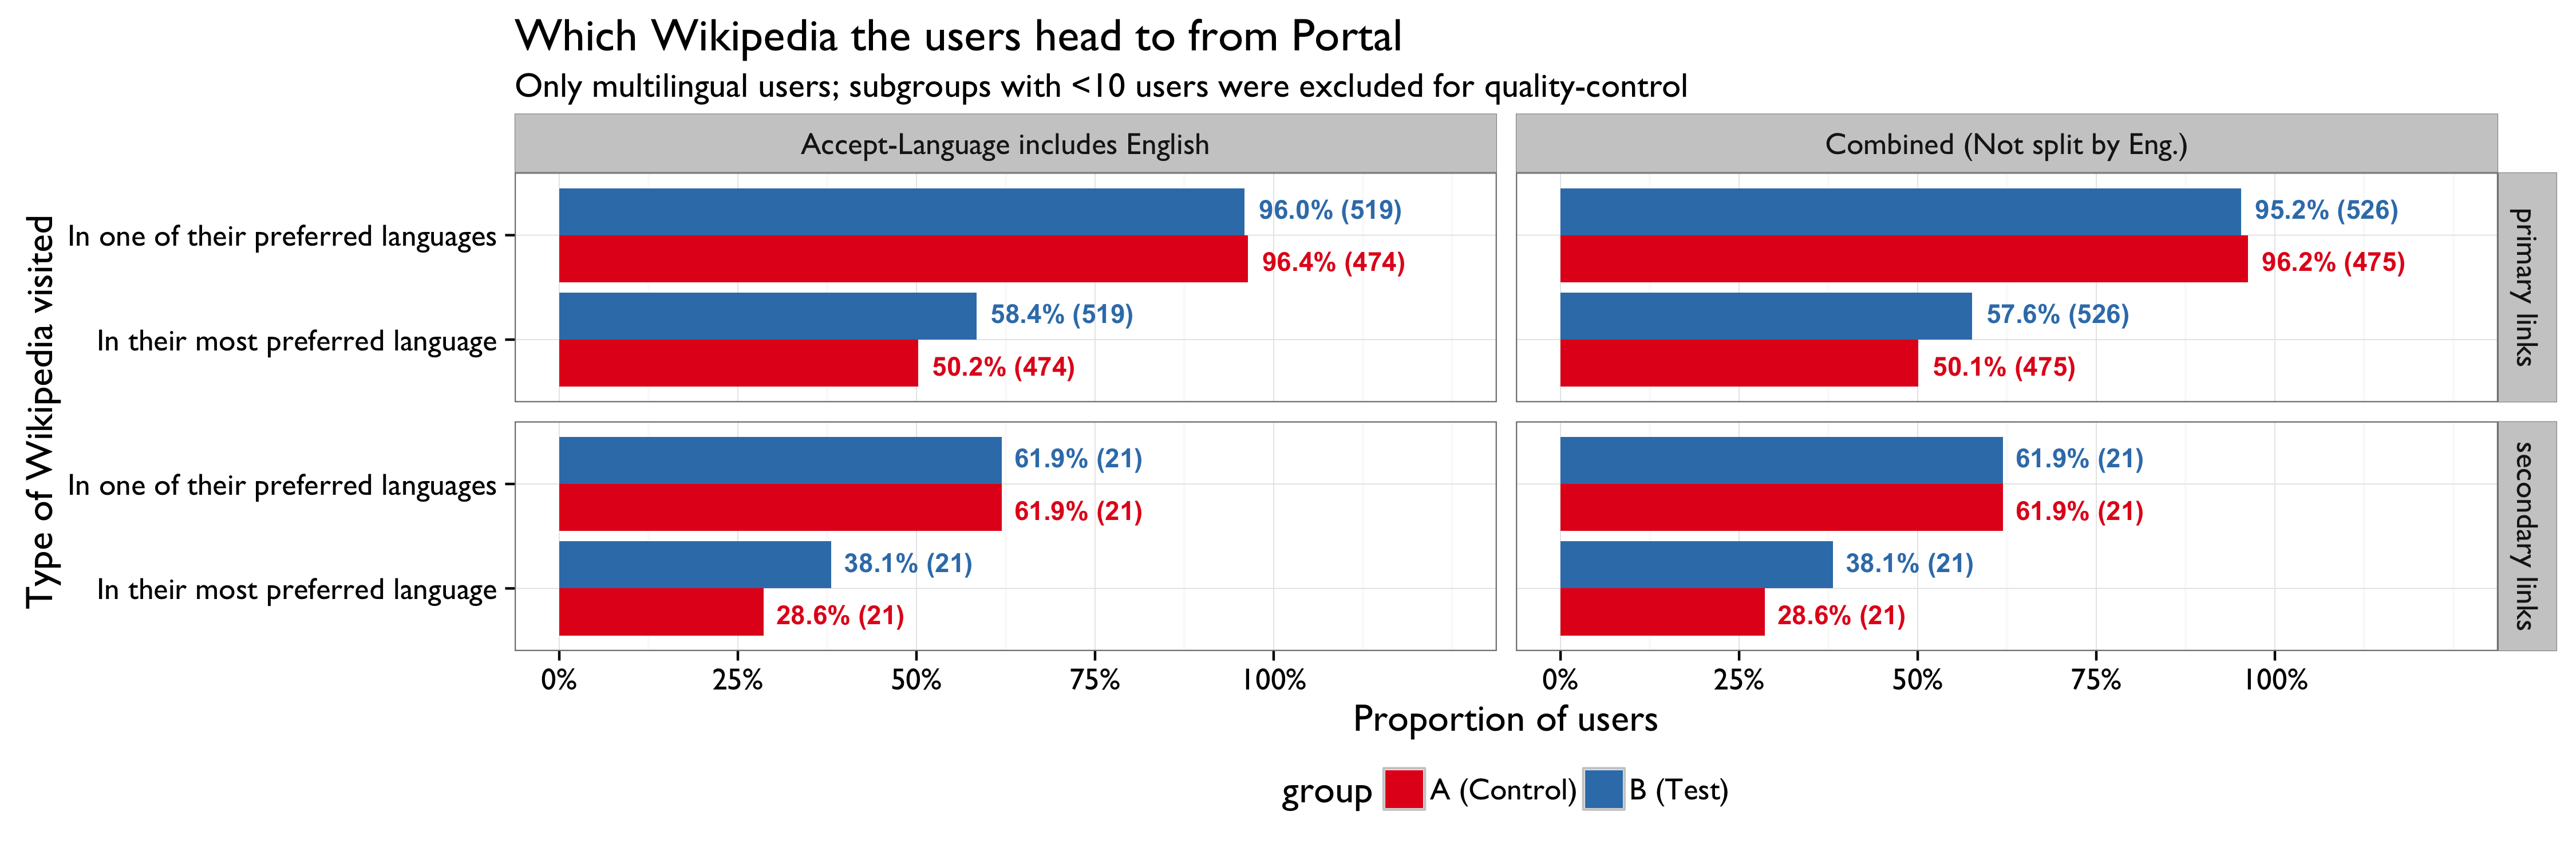 Which Wikipedia the users head to from Portal
Only multilingual users; subgroups with <10 users were excluded for quality-control
Accept-Language includes English
Combined (Not split by Eng.)
Type of Wikipedia visited
In one of their preferred languages
96.0% (519)
96.4% (474)
95.2% (526)
96.2% (475)
In their most preferred language
58.4% (519)
50.2% (474)
57.6% (526)
50.1% (475)
primary links
In one of their preferred languages
61.9% (21)
61.9% (21)
61.9% (21)
61.9% (21)
In their most preferred language
38.1% (21)
28.6% (21)
38.1% (21)
28.6% (21)
secondary links
0% 25% 50% 75% 100%
0% 25% 50% 75% 100%
Proportion of users
group A (Control) B (Test)